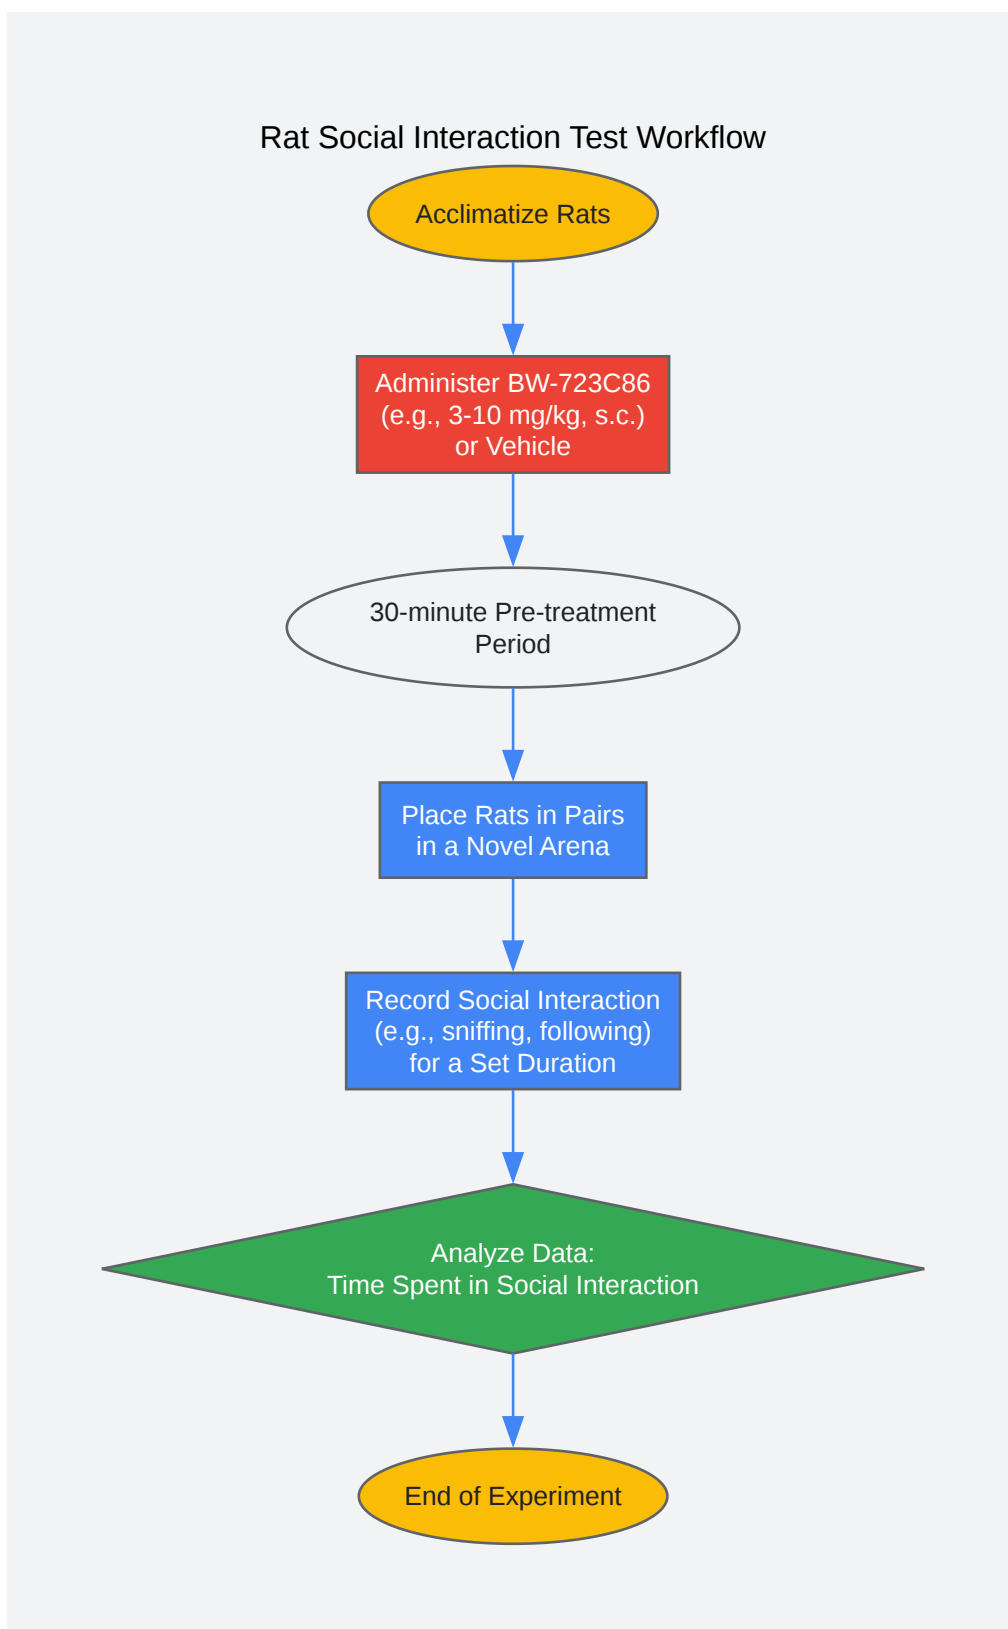 Rat Social Interaction Test Workflow
Acclimatize Rats
Administer BW-723C86
(e.g., 3-10 mg/kg, s.c.)
or Vehicle
30-minute Pre-treatment
Period
Place Rats in Pairs
in a Novel Arena
Record Social Interaction
(e.g., sniffing, following)
for a Set Duration
Analyze Data:
Time Spent in Social Interaction
End of Experiment